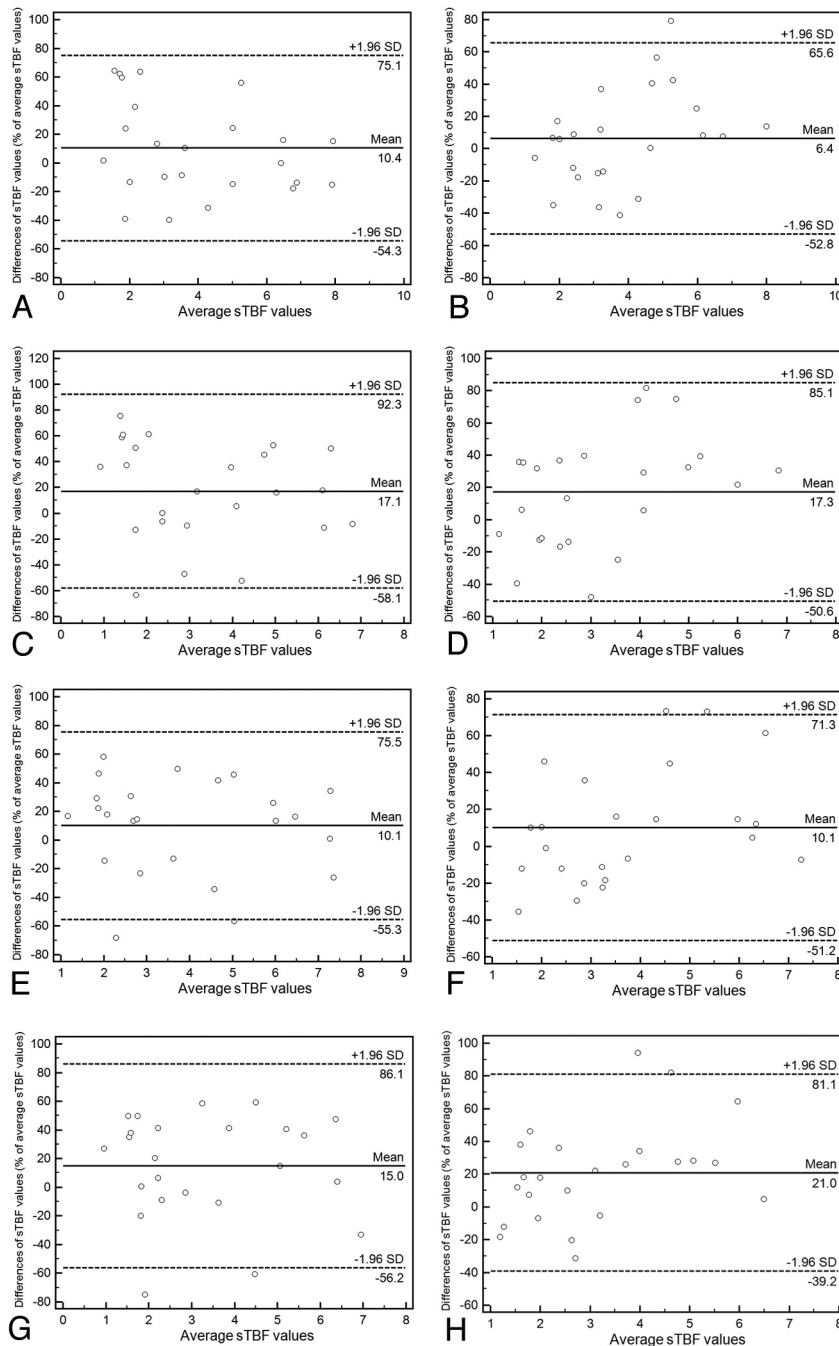 A
Differences of sTBF values (% of average sTBF values)
100
80
60
40
20
0
-20
-40
-60
-80
+1.96 SD
75.1
Mean
10.4
-1.96 SD
-54.3
0 2 4 6 8 10
Average sTBF values
B
Differences of sTBF values (% of average sTBF values)
80
60
40
20
0
-20
-40
-60
-80
+1.96 SD
65.6
Mean
6.4
-1.96 SD
-52.8
0 2 4 6 8 10
Average sTBF values
C
Differences of sTBF values (% of average sTBF values)
120
100
80
60
40
20
0
-20
-40
-60
-80
+1.96 SD
92.3
Mean
17.1
-1.96 SD
-58.1
0 1 2 3 4 5 6 7 8
Average sTBF values
D
Differences of sTBF values (% of average sTBF values)
100
80
60
40
20
0
-20
-40
-60
+1.96 SD
85.1
Mean
17.3
-1.96 SD
-50.6
1 2 3 4 5 6 7 8
Average sTBF values
E
Differences of sTBF values (% of average sTBF values)
100
80
60
40
20
0
-20
-40
-60
-80
+1.96 SD
75.5
Mean
10.1
-1.96 SD
-55.3
1 2 3 4 5 6 7 8 9
Average sTBF values
F
Differences of sTBF values (% of average sTBF values)
80
60
40
20
0
-20
-40
-60
+1.96 SD
71.3
Mean
10.1
-1.96 SD
-51.2
1 2 3 4 5 6 7 8
Average sTBF values
G
Differences of sTBF values (% of average sTBF values)
100
80
60
40
20
0
-20
-40
-60
-80
+1.96 SD
86.1
Mean
15.0
-1.96 SD
-56.2
0 1 2 3 4 5 6 7 8
Average sTBF values
H
Differences of sTBF values (% of average sTBF values)
100
80
60
40
20
0
-20
-40
-60
+1.96 SD
81.1
Mean
21.0
-1.96 SD
-39.2
1 2 3 4 5 6 7 8
Average sTBF values